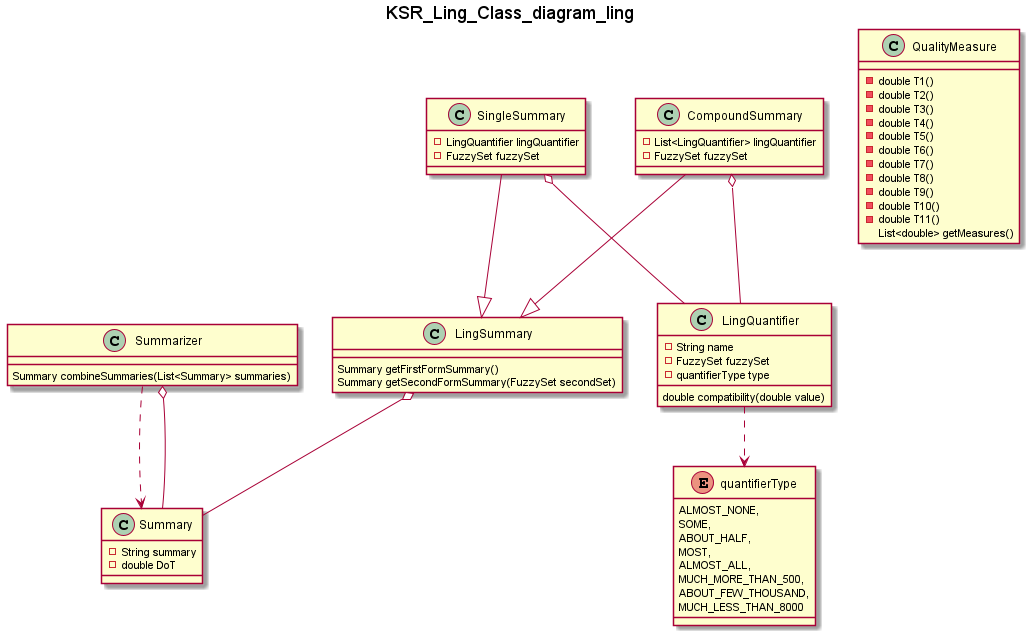 KSR_Ling_Class_diagram_ling
C QualityMeasure
double T1()
double T2()
double T3()
double T4()
double T5()
double T6()
double T7()
double T8()
double T9()
double T10()
double T11()
List<double> getMeasures()
C SingleSummary
LingQuantifier lingQuantifier
FuzzySet fuzzySet
C CompoundSummary
List<LingQuantifier> lingQuantifier
FuzzySet fuzzySet
C Summarizer
Summary combineSummaries(List<Summary> summaries)
C LingSummary
Summary getFirstFormSummary()
Summary getSecondFormSummary(FuzzySet secondSet)
C LingQuantifier
String name
FuzzySet fuzzySet
quantifierType type
double compatibility(double value)
C Summary
String summary
double DoT
E quantifierType
ALMOST_NONE,
SOME,
ABOUT_HALF,
MOST,
ALMOST_ALL,
MUCH_MORE_THAN_500,
ABOUT_FEW_THOUSAND,
MUCH_LESS_THAN_8000